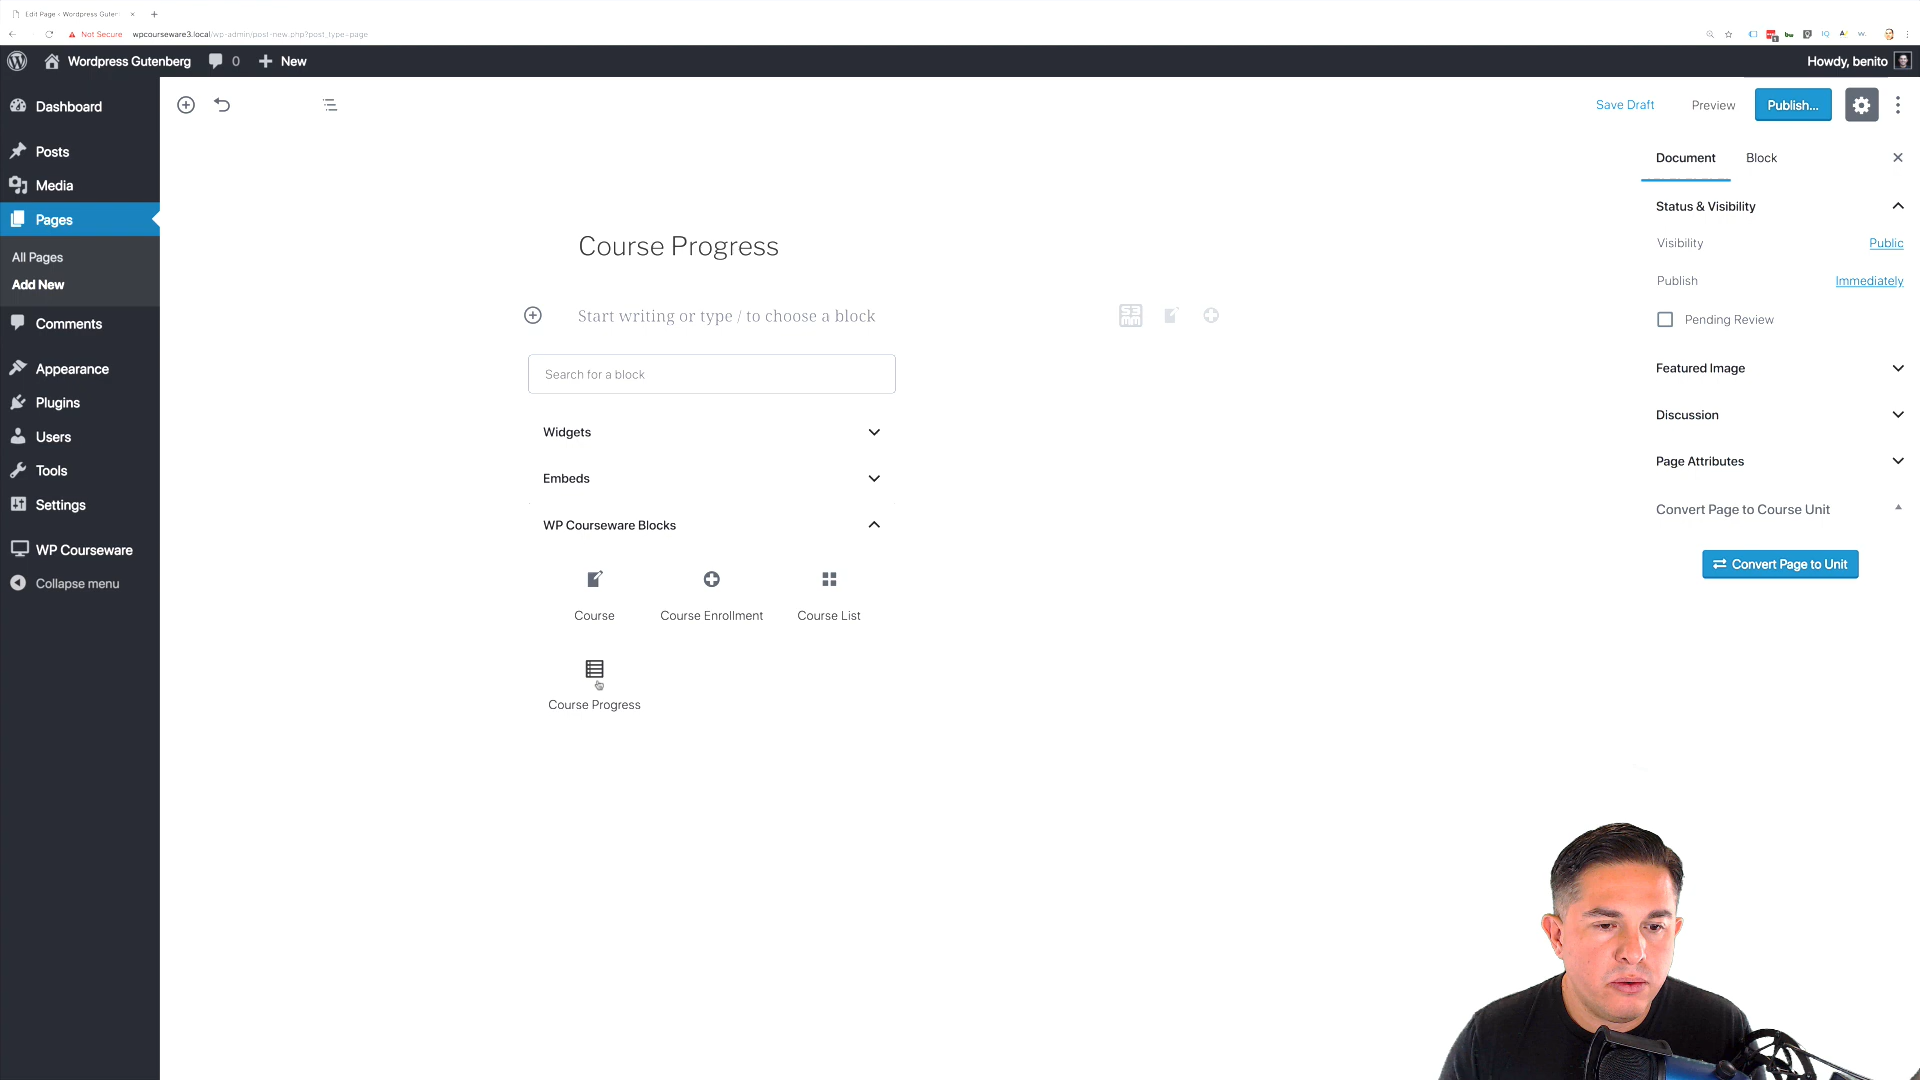 Edit Page ‹ Wordpress Guter
Not Secure wpcourseware3.local/wp-admin/post-new.php?post_type=page
Wordpress Gutenberg 0 New
Howdy, benito
Dashboard
Posts
Media
Pages
All Pages
Add New
Comments
Appearance
Plugins
Users
Tools
Settings
WP Courseware
Collapse menu
Save Draft Preview Publish...
Course Progress
Start writing or type / to choose a block
Search for a block
Widgets
Embeds
WP Courseware Blocks
Course Course Enrollment Course List
Course Progress
Document Block
Status & Visibility
Visibility Public
Publish Immediately
Pending Review
Featured Image
Discussion
Page Attributes
Convert Page to Course Unit
Convert Page to Unit